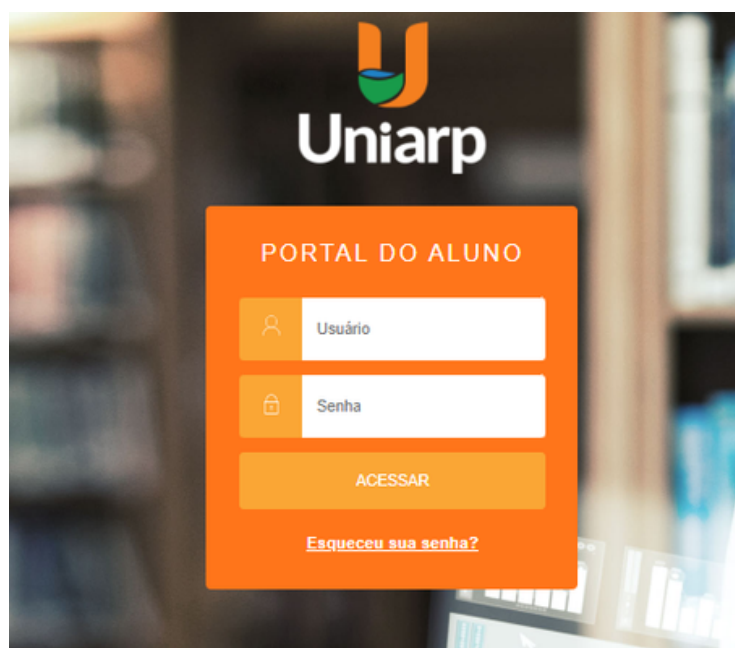 Uniarp
PORTAL DO ALUNO
Usuário
Senha
ACESSAR
Esqueceu sua senha?